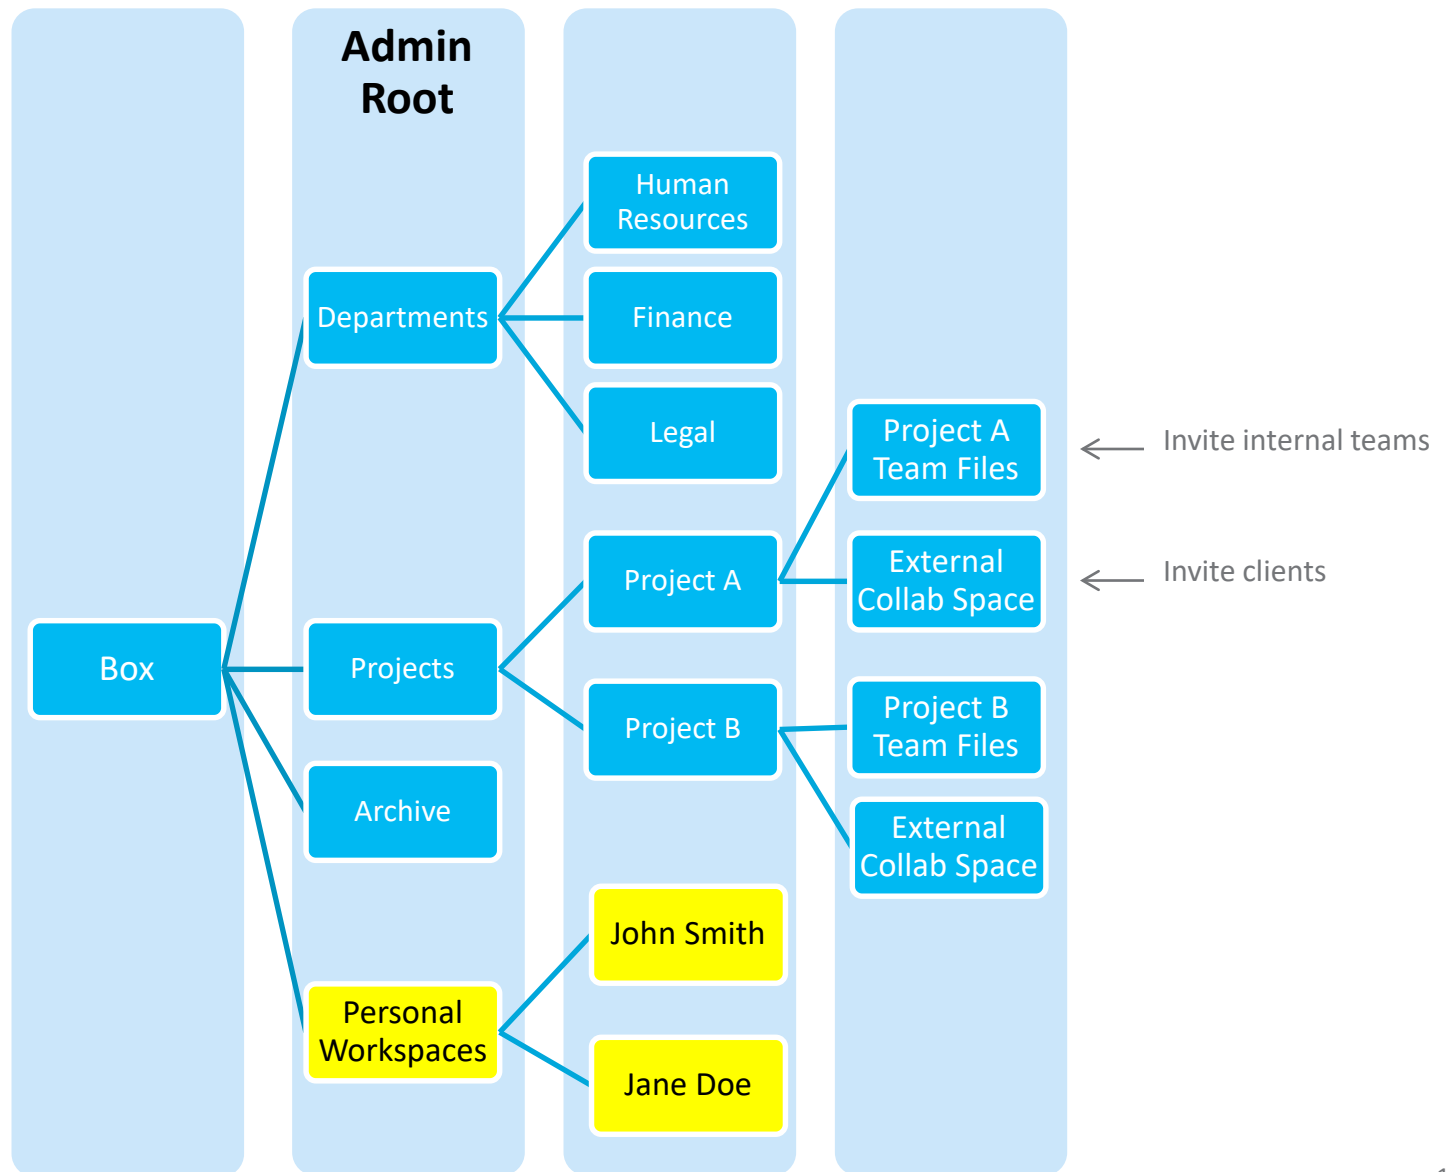 Admin
Root
Human
Resources
Departments
Finance
Legal
Project A
Team Files
Invite internal teams
Project A
External
Collab Space
Invite clients
Box
Projects
Project B
Project B
Team Files
Archive
External
Collab Space
John Smith
Personal
Workspaces
Jane Doe